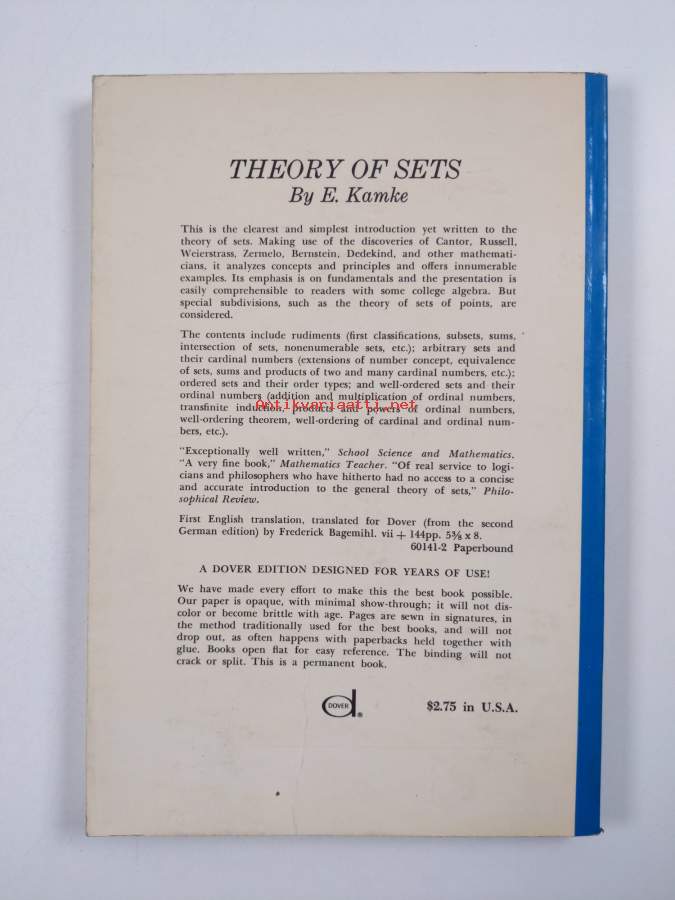 THEORY OF SETS
By E. Kamke
This is the clearest and simplest introduction yet written to the
theory of sets. Making use of the discoveries of Cantor, Russell,
Weierstrass, Zermelo, Bernstein, Dedekind, and other mathemati-
cians, it analyzes concepts and principles and offers innumerable
examples. Its emphasis is on fundamentals and the presentation is
easily comprehensible to readers with some college algebra. But
special subdivisions, such as the theory of sets of points, are
considered.
The contents include rudiments (first classifications, subsets, sums,
intersection of sets, nonenumerable sets, etc.); arbitrary sets and
their cardinal numbers (extensions of number concept, equivalence
of sets, sums and products of two and many cardinal numbers, etc.);
ordered sets and their order types; and well-ordered sets and their
ordinal numbers (addition and multiplication of ordinal numbers,
Antikvariaatti.net
transfinite induction, products and powers of ordinal numbers,
well-ordering theorem, well-ordering of cardinal and ordinal num-
bers, etc.).
"Exceptionally well written," School Science and Mathematics.
"A very fine book," Mathematics Teacher. "Of real service to logi-
cians and philosophers who have hitherto had no access to a concise
and accurate introduction to the general theory of sets," Philo-
sophical Review.
First English translation, translated for Dover (from the second
German edition) by Frederick Bagemihl. vii + 144pp. 5⅜ x 8.
60141-2 Paperbound
A DOVER EDITION DESIGNED FOR YEARS OF USE!
We have made every effort to make this the best book possible.
Our paper is opaque, with minimal show-through; it will not dis-
color or become brittle with age. Pages are sewn in signatures, in
the method traditionally used for the best books, and will not
drop out, as often happens with paperbacks held together with
glue. Books open flat for easy reference. The binding will not
crack or split. This is a permanent book.
DOVER ®
$2.75 in U.S.A.